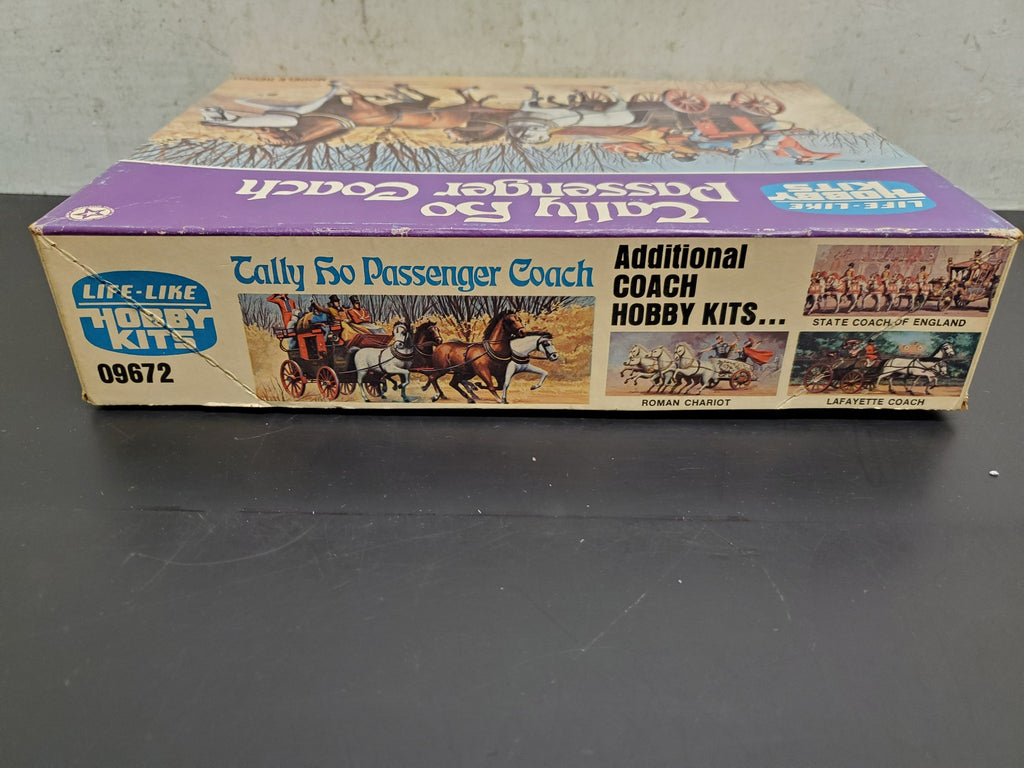 Tally Ho
Passenger Coach
LIFE-LIKE
HOBBY
KITS
LIFE-LIKE
HOBBY
KITS
09672
Tally Ho Passenger Coach
Additional
COACH
HOBBY KITS...
STATE COACH OF ENGLAND
ROMAN CHARIOT
LAFAYETTE COACH